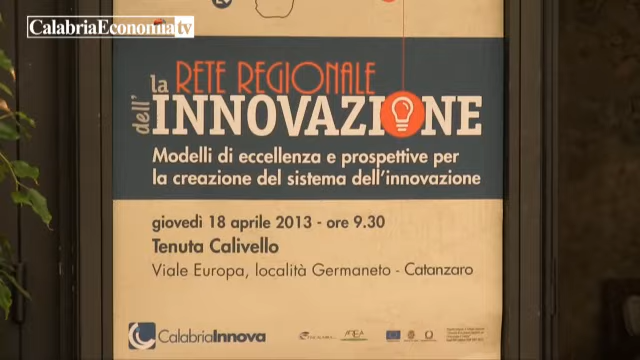 CalabriaEconomia tv
la RETE REGIONALE
dell'INNOVAZIONE
Modelli di eccellenza e prospettive per
la creazione del sistema dell'innovazione
giovedì 18 aprile 2013 - ore 9.30
Tenuta Calivello
Viale Europa, località Germaneto - Catanzaro
CalabriaInnova